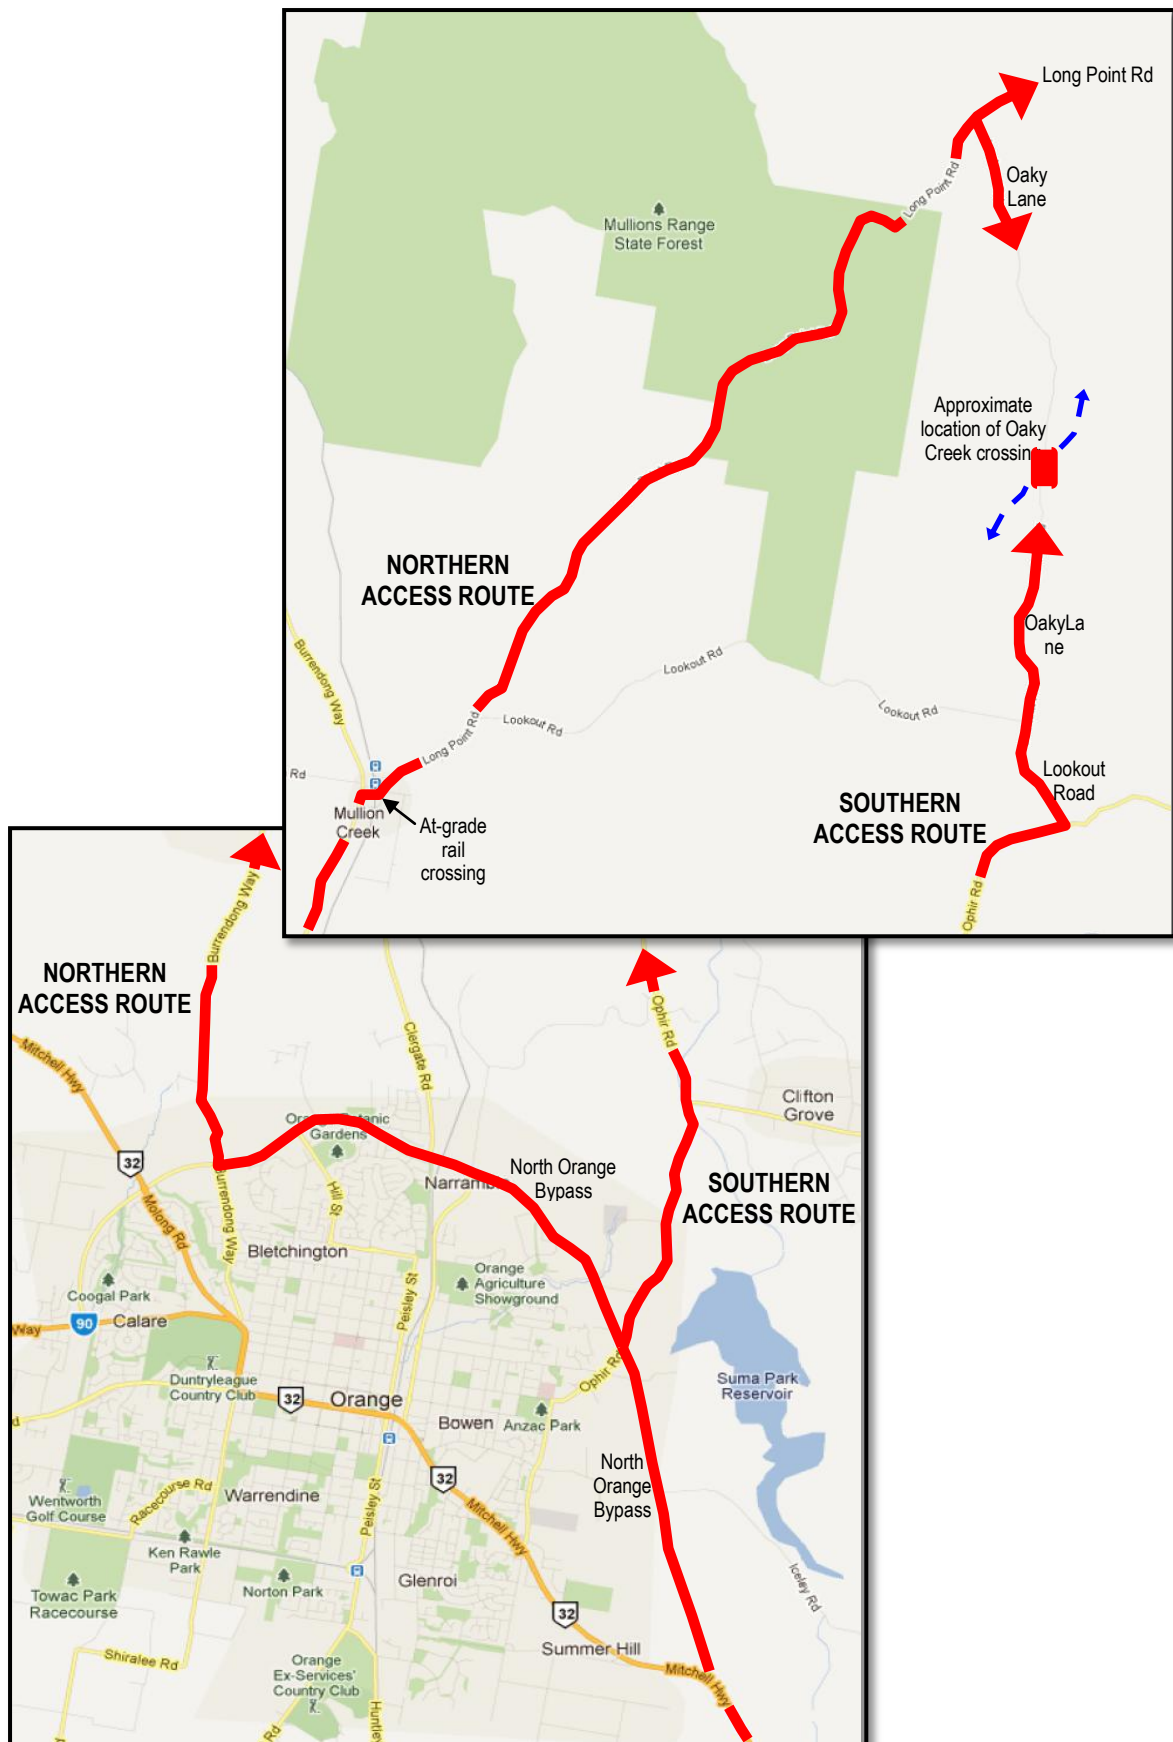 Long Point Rd
Oaky
Lane
Long Point Rd
Mullions Range
State Forest
Approximate
location of Oaky
Creek crossin
NORTHERN
ACCESS ROUTE
OakyLa
ne
Burrendong Way
Lookout Rd
Lookout Rd
Lookout Rd
Long Point Rd
Rd
Lookout
Road
SOUTHERN
ACCESS ROUTE
Mullion
Creek
At-grade
rail
crossing
Ophir Rd
Burrendong Way
NORTHERN
ACCESS ROUTE
Mitchell Hwy
Clergate Rd
Ophir Rd
Clifton
Grove
Gardens
32
Molong Rd
Burrendong Way
Hill St
North Orange
Bypass
Narramb
SOUTHERN
ACCESS ROUTE
Bletchington
Coogal Park
Orange
Agriculture
Showground
Peisley St
90
Calare
Way
Ophir Rd
Suma Park
Reservoir
Duntryleague
Country Club
32
Orange
Bowen
Anzac Park
North
Orange
Bypass
32
Mitchell Hwy
Wentworth
Golf Course
Racecourse Rd
Warrendine
Peisley St
Ken Rawle
Park
Norton Park
Glenroi
Towac Park
Racecourse
Iceley Rd
32
Summer Hill
Shiralee Rd
Orange
Ex-Services'
Country Club
Mitchell Hwy
Huntley
Rd